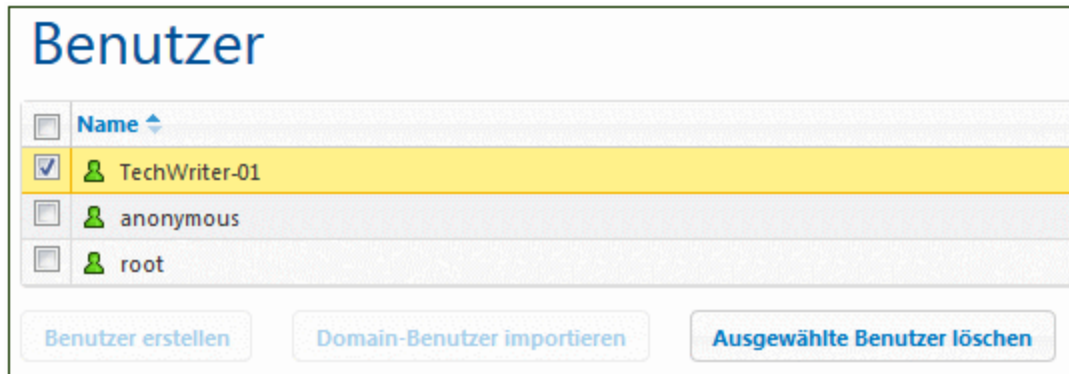 Benutzer
Name
TechWriter-01
anonymous
root
Benutzer erstellen Domain-Benutzer importieren Ausgewählte Benutzer löschen